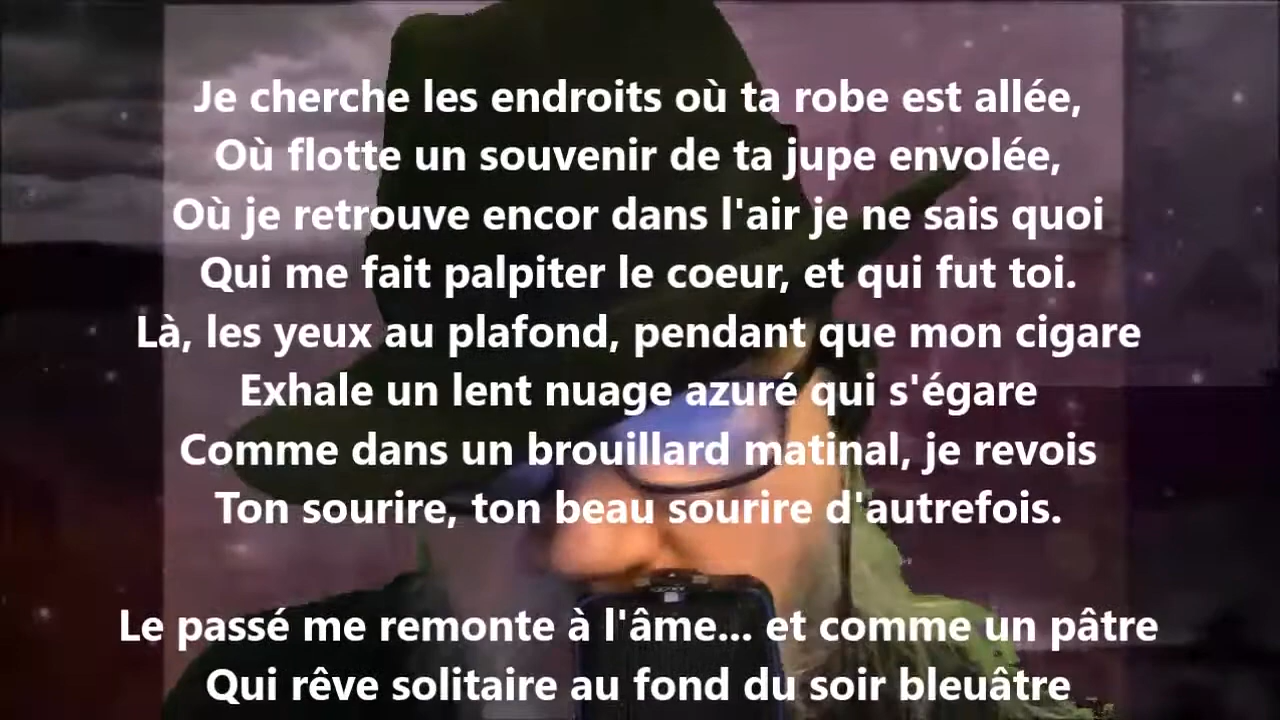 Je cherche les endroits où ta robe est allée,
Où flotte un souvenir de ta jupe envolée,
Où je retrouve encor dans l'air je ne sais quoi
Qui me fait palpiter le coeur, et qui fut toi.
Là, les yeux au plafond, pendant que mon cigare
Exhale un lent nuage azuré qui s'égare
Comme dans un brouillard matinal, je revois
Ton sourire, ton beau sourire d'autrefois.
Le passé me remonte à l'âme... et comme un pâtre
Qui rêve solitaire au fond du soir bleuâtre
SONY